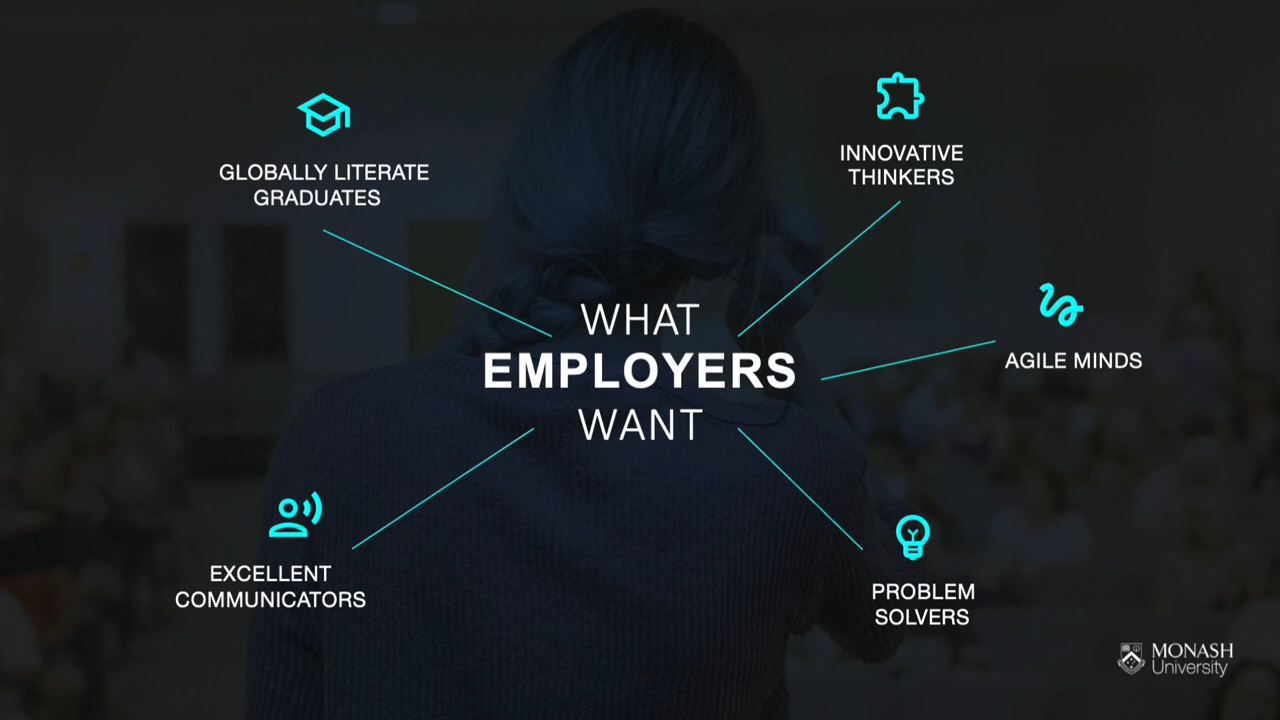 GLOBALLY LITERATE
GRADUATES
INNOVATIVE
THINKERS
WHAT
EMPLOYERS
WANT
AGILE MINDS
EXCELLENT
COMMUNICATORS
PROBLEM
SOLVERS
MONASH
University